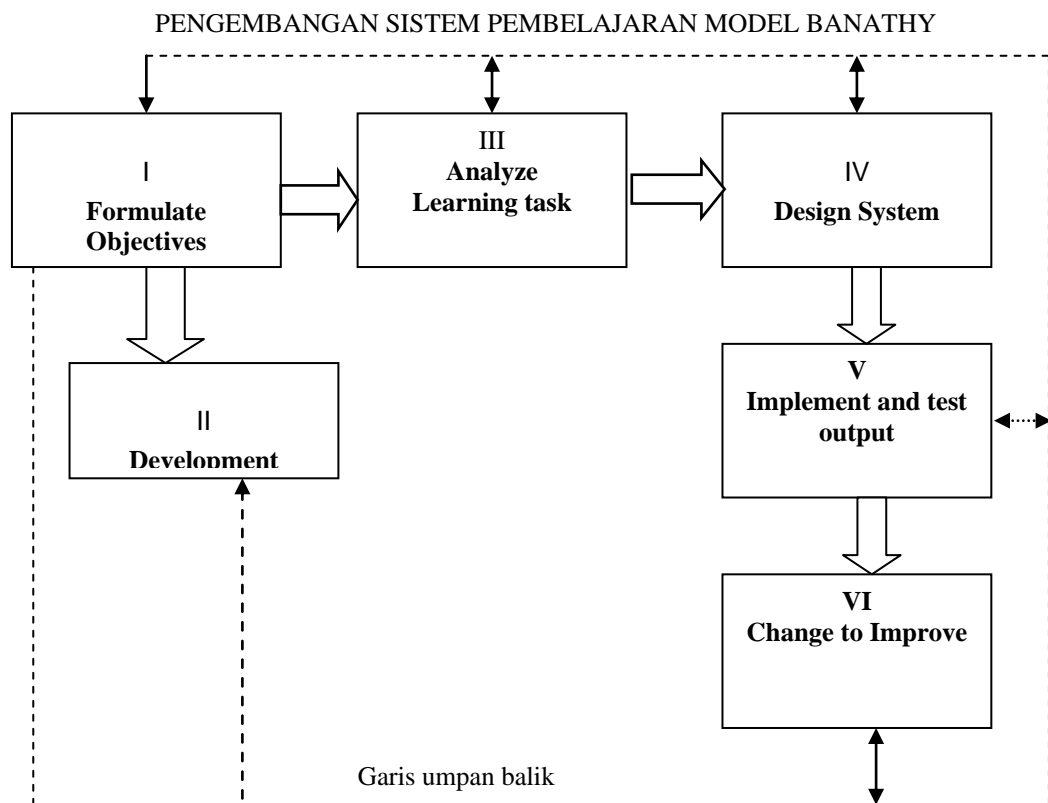 PENGEMBANGAN SISTEM PEMBELAJARAN MODEL BANATHY
I
Formulate
Objectives
III
Analyze
Learning task
IV
Design System
II
Development
V
Implement and test
output
VI
Change to Improve
Garis umpan balik